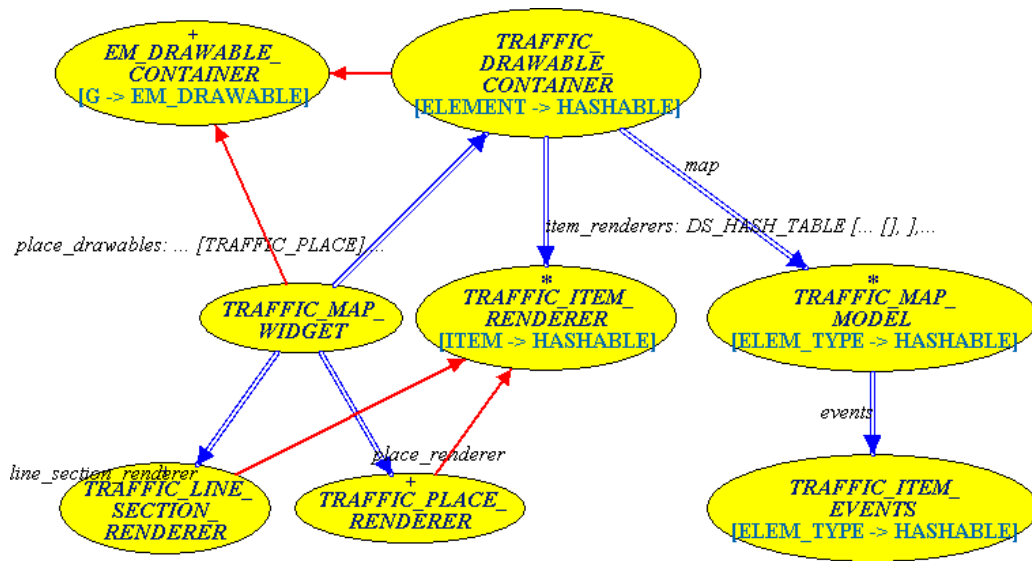 +
EM_DRAWABLE_
CONTAINER
[G -> EM_DRAWABLE]
TRAFFIC_
DRAWABLE_
CONTAINER
[ELEMENT -> HASHABLE]
map
place_drawables: ... [TRAFFIC_PLACE]...
item_renderers: DS_HASH_TABLE [... [], ],...
TRAFFIC_MAP_
WIDGET
*
TRAFFIC_ITEM_
RENDERER
[ITEM -> HASHABLE]
*
TRAFFIC_MAP_
MODEL
[ELEM_TYPE -> HASHABLE]
events
line_section_renderer
place_renderer
+
TRAFFIC_LINE_
SECTION_
RENDERER
+
TRAFFIC_PLACE_
RENDERER
TRAFFIC_ITEM_
EVENTS
[ELEM_TYPE -> HASHABLE]